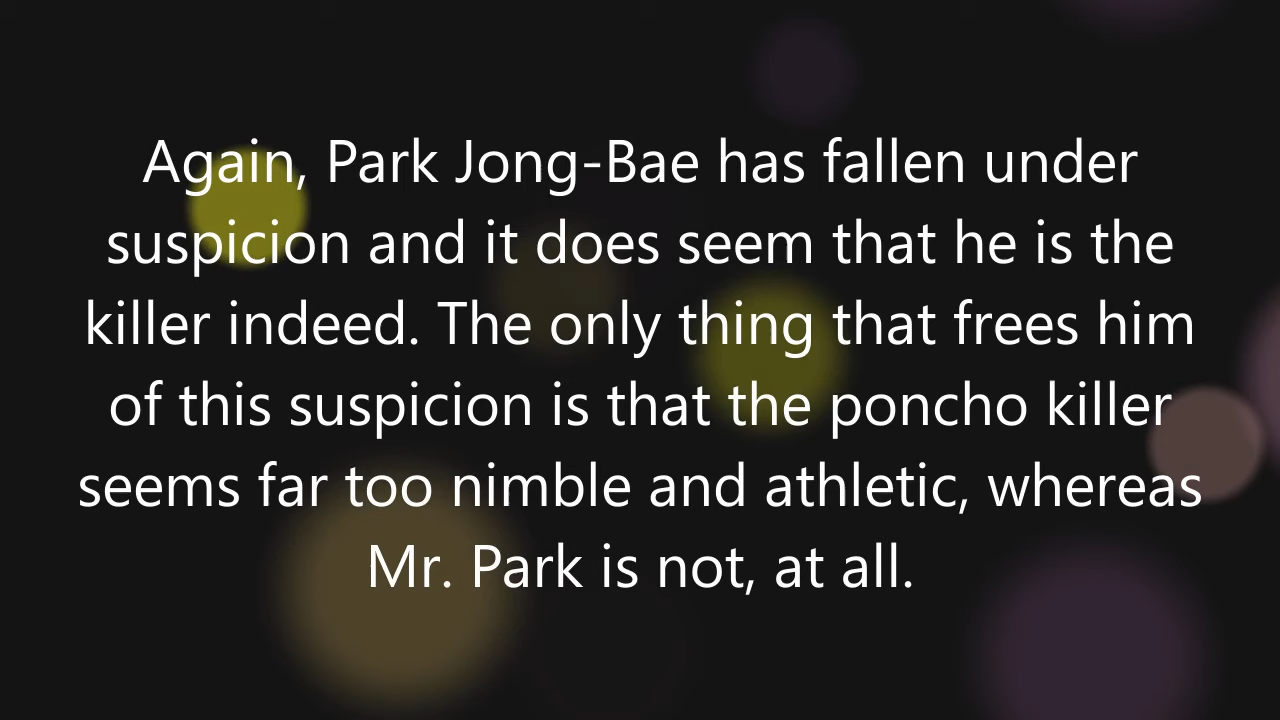 Again, Park Jong-Bae has fallen under
suspicion and it does seem that he is the
killer indeed. The only thing that frees him
of this suspicion is that the poncho killer
seems far too nimble and athletic, whereas
Mr. Park is not, at all.